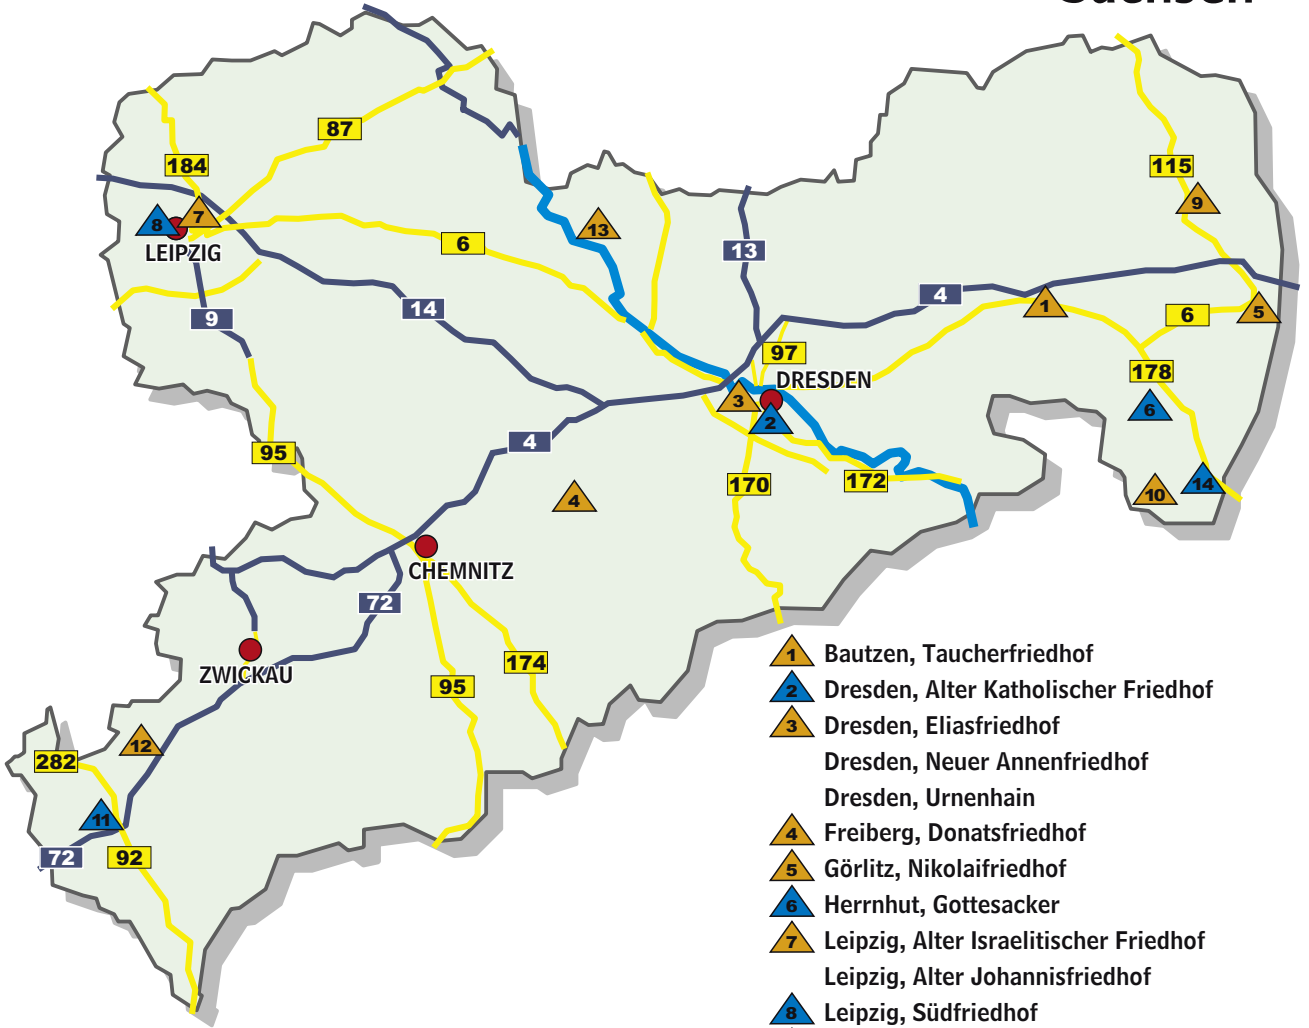 87
184
115
7
8
9
LEIPZIG
13
6
13
9
14
4
1
6
5
97
DRESDEN
178
3
2
6
95
4
170
172
4
10
14
CHEMNITZ
72
ZWICKAU
174
95
12
282
11
72
92
1 Bautzen, Taucherfriedhof
2 Dresden, Alter Katholischer Friedhof
3 Dresden, Eliasfriedhof
Dresden, Neuer Annenfriedhof
Dresden, Urnenhain
4 Freiberg, Donatsfriedhof
5 Görlitz, Nikolaifriedhof
6 Herrnhut, Gottesacker
7 Leipzig, Alter Israelitischer Friedhof
Leipzig, Alter Johannisfriedhof
8 Leipzig, Südfriedhof